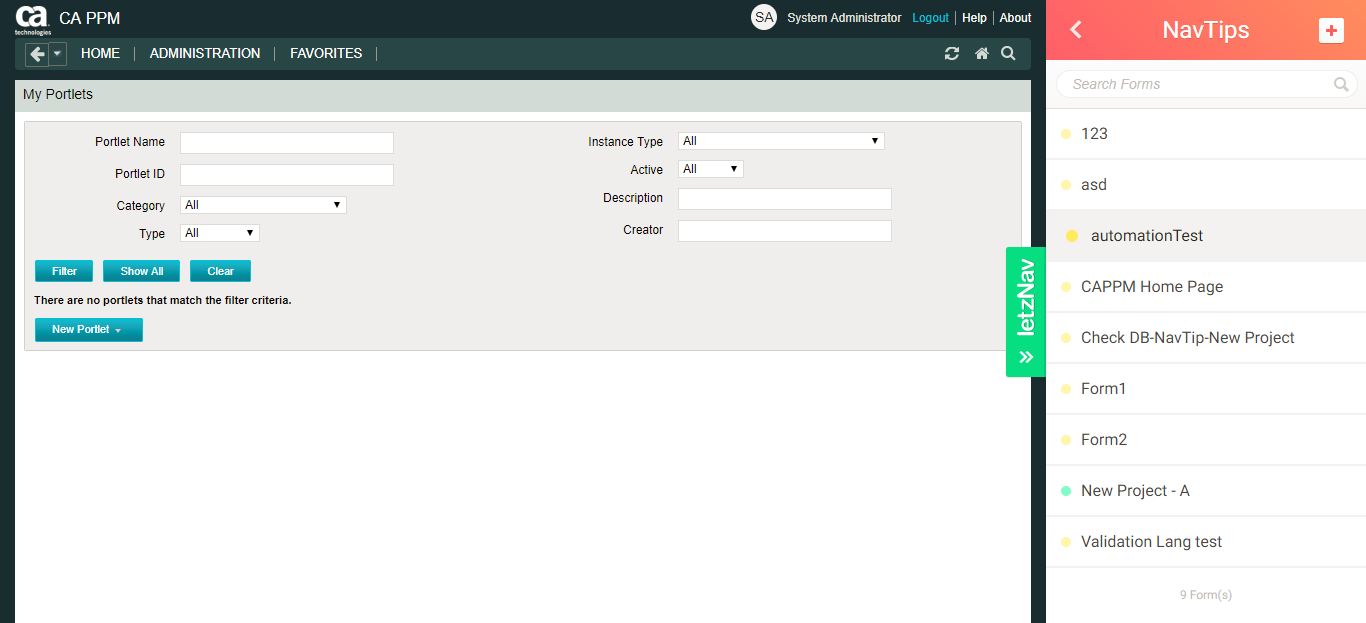 ca
technologies
CA PPM
SA System Administrator Logout Help About
HOME ADMINISTRATION FAVORITES
My Portlets
Portlet Name
Portlet ID
Category All
Type All
Instance Type All
Active All
Description
Creator
Filter Show All Clear
There are no portlets that match the filter criteria.
New Portlet
letzNav
NavTips
Search Forms
123
asd
automationTest
CAPPM Home Page
Check DB-NavTip-New Project
Form1
Form2
New Project - A
Validation Lang test
9 Form(s)